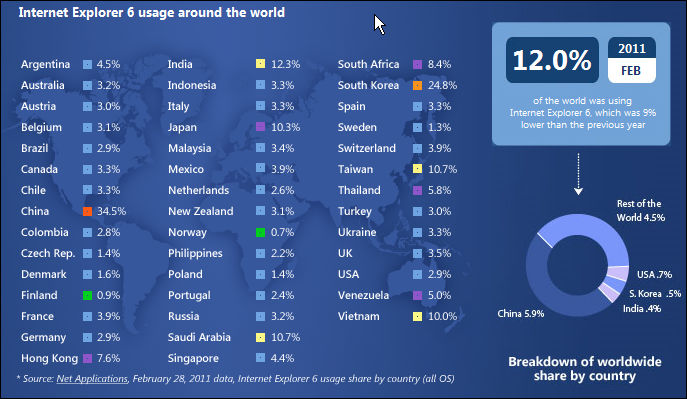 Internet Explorer 6 usage around the world
Argentina 4.5%
Australia 3.2%
Austria 3.0%
Belgium 3.1%
Brazil 2.9%
Canada 3.3%
Chile 3.3%
China 34.5%
Colombia 2.8%
Czech Rep. 1.4%
Denmark 1.6%
Finland 0.9%
France 3.9%
Germany 2.9%
Hong Kong 7.6%
India 12.3%
Indonesia 3.3%
Italy 3.3%
Japan 10.3%
Malaysia 3.4%
Mexico 3.9%
Netherlands 2.6%
New Zealand 3.1%
Norway 0.7%
Philippines 2.2%
Poland 1.4%
Portugal 2.4%
Russia 3.2%
Saudi Arabia 10.7%
Singapore 4.4%
South Africa 8.4%
South Korea 24.8%
Spain 3.3%
Sweden 1.3%
Switzerland 3.9%
Taiwan 10.7%
Thailand 5.8%
Turkey 3.0%
Ukraine 3.3%
UK 3.5%
USA 2.9%
Venezuela 5.0%
Vietnam 10.0%
* Source: Net Applications, February 28, 2011 data, Internet Explorer 6 usage share by country (all OS)
12.0%
2011
FEB
of the world was using
Internet Explorer 6, which was 9%
lower than the previous year
Rest of the
World 4.5%
USA .7%
S. Korea .5%
India .4%
China 5.9%
Breakdown of worldwide
share by country